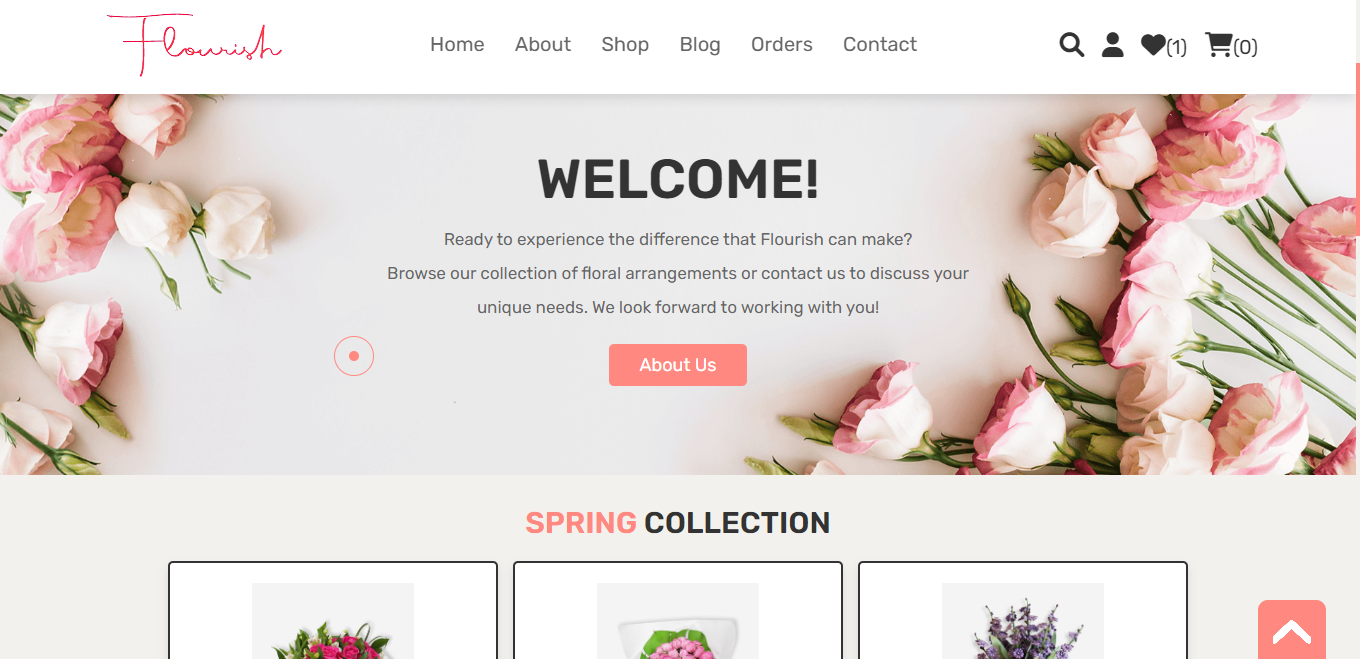 Flourish
Home About Shop Blog Orders Contact
(1) (0)
WELCOME!
Ready to experience the difference that Flourish can make?
Browse our collection of floral arrangements or contact us to discuss your
unique needs. We look forward to working with you!
About Us
SPRING COLLECTION